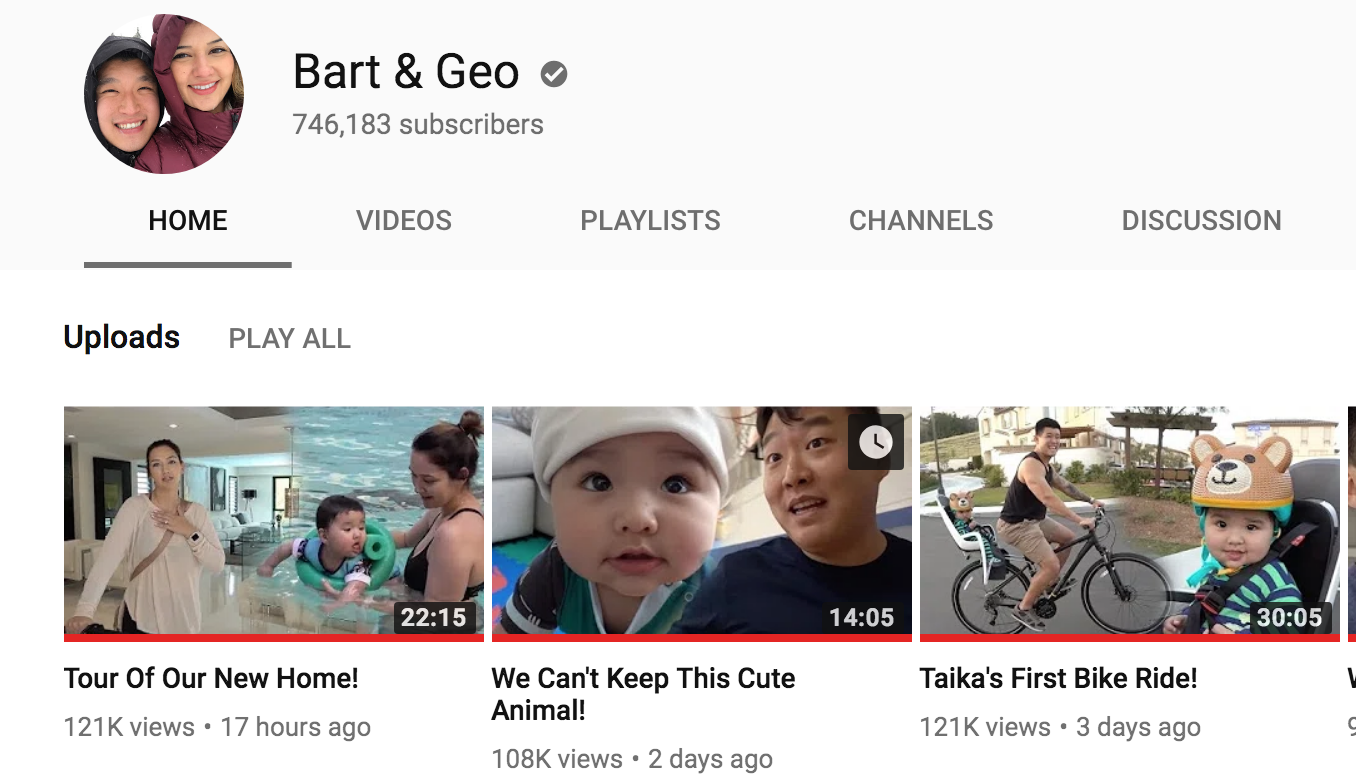 Bart & Geo
746,183 subscribers
HOME VIDEOS PLAYLISTS CHANNELS DISCUSSION
Uploads PLAY ALL
22:15 14:05 30:05
Tour Of Our New Home!
121K views • 17 hours ago
We Can't Keep This Cute
Animal!
108K views • 2 days ago
Taika's First Bike Ride!
121K views • 3 days ago